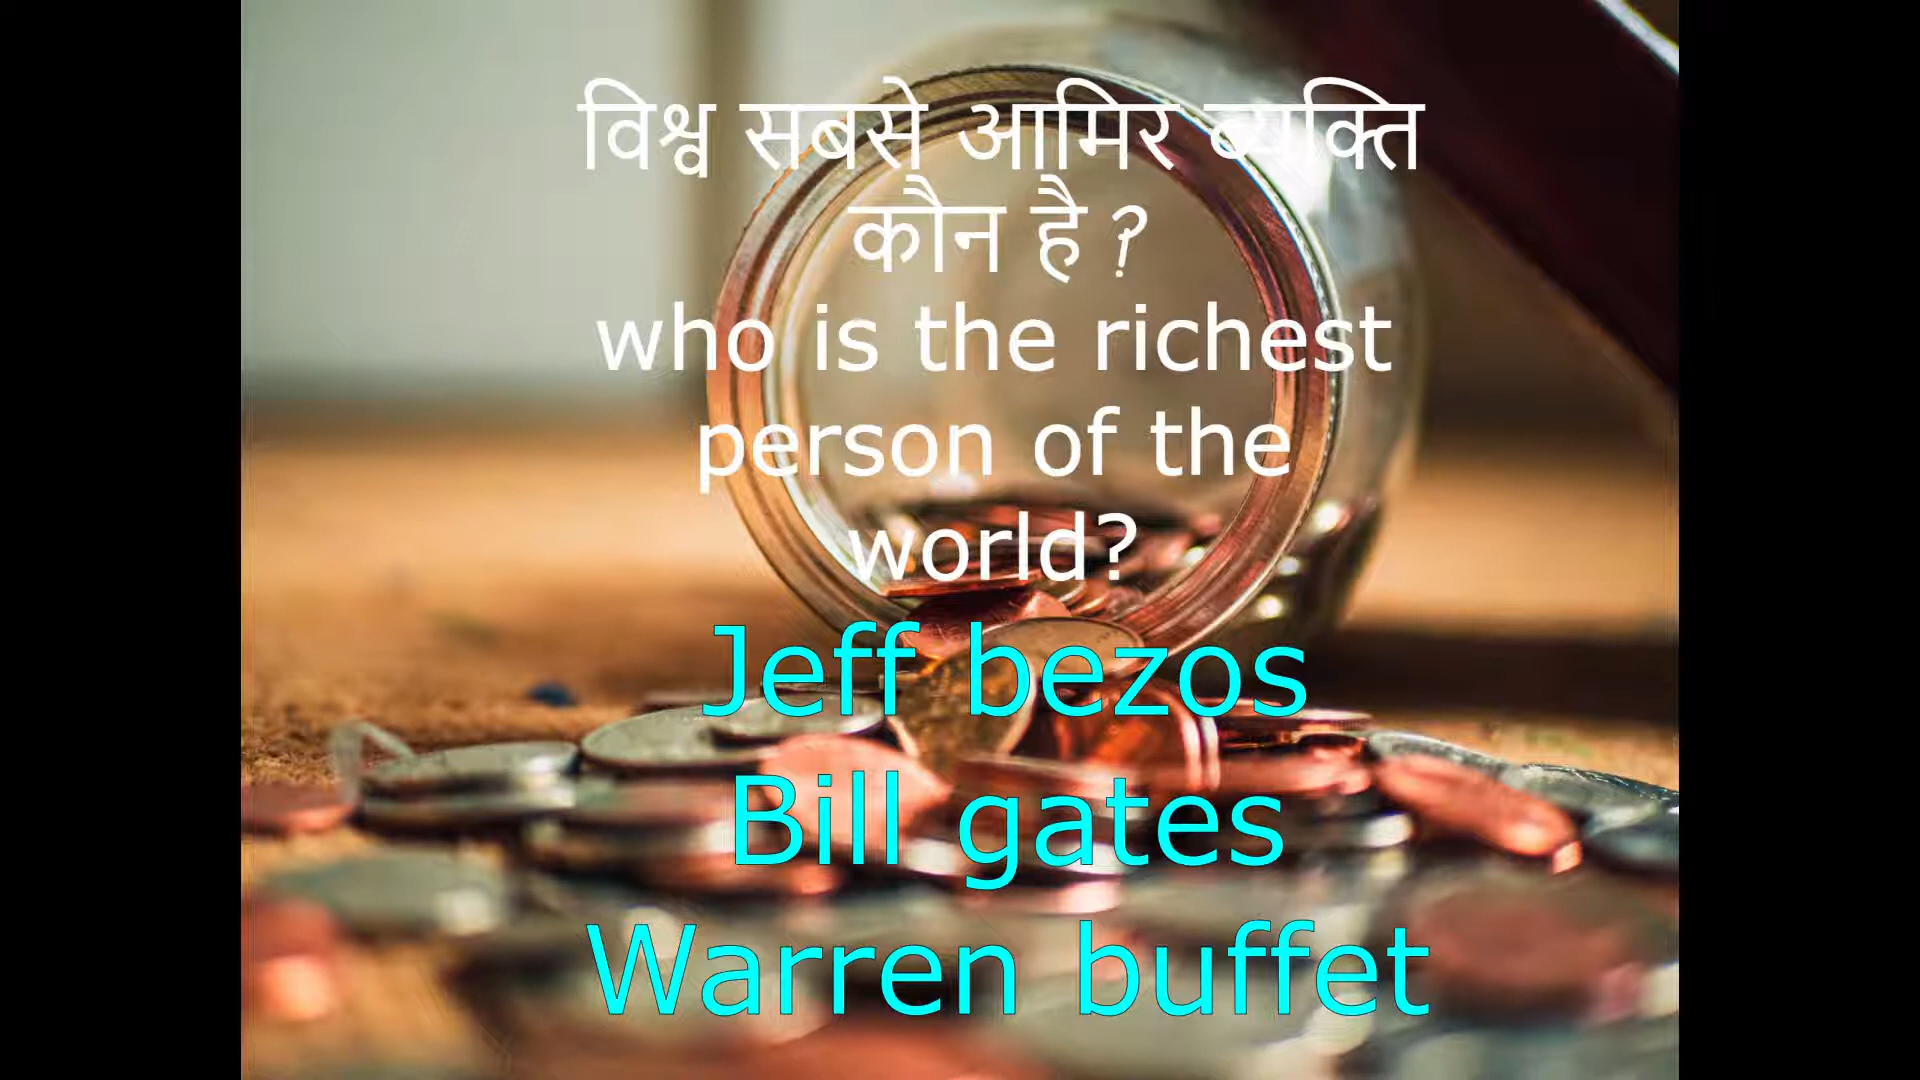 विश्व सबसे आमिर ब्यक्ति
कौन है ?
who is the richest
person of the
world?
Jeff bezos
Bill gates
Warren buffet